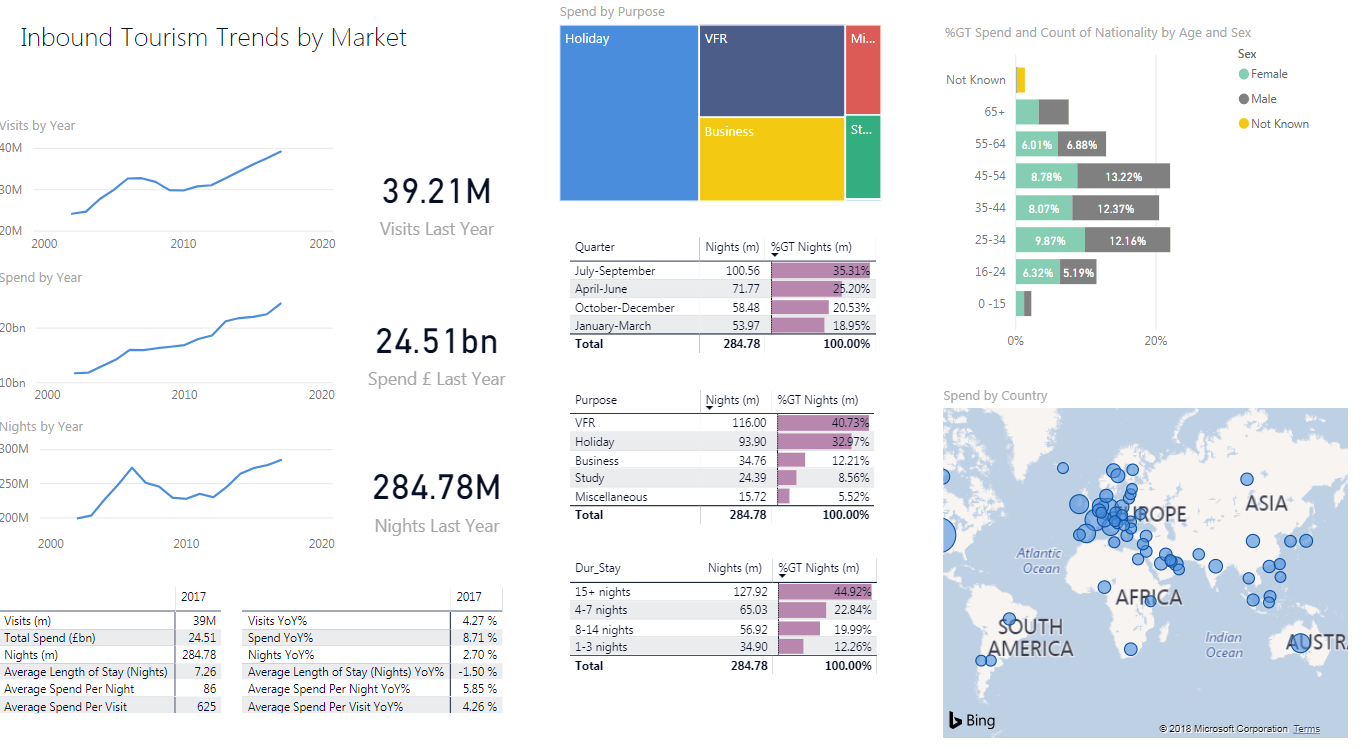 Inbound Tourism Trends by Market
Visits by Year
40M
30M
20M
2000 2010 2020
39.21M
Visits Last Year
Spend by Year
20bn
10bn
2000 2010 2020
24.51bn
Spend £ Last Year
Nights by Year
300M
250M
200M
2000 2010 2020
284.78M
Nights Last Year
2017
Visits (m) 39M
Total Spend (£bn) 24.51
Nights (m) 284.78
Average Length of Stay (Nights) 7.26
Average Spend Per Night 86
Average Spend Per Visit 625
2017
Visits YoY% 4.27 %
Spend YoY% 8.71 %
Nights YoY% 2.70 %
Average Length of Stay (Nights) YoY% -1.50 %
Average Spend Per Night YoY% 5.85 %
Average Spend Per Visit YoY% 4.26 %
Spend by Purpose
Holiday
VFR
Mi...
Business
St...
Quarter Nights (m) %GT Nights (m)
July-September 100.56 35.31%
April-June 71.77 25.20%
October-December 58.48 20.53%
January-March 53.97 18.95%
Total 284.78 100.00%
Purpose Nights (m) %GT Nights (m)
VFR 116.00 40.73%
Holiday 93.90 32.97%
Business 34.76 12.21%
Study 24.39 8.56%
Miscellaneous 15.72 5.52%
Total 284.78 100.00%
Dur_Stay Nights (m) %GT Nights (m)
15+ nights 127.92 44.92%
4-7 nights 65.03 22.84%
8-14 nights 56.92 19.99%
1-3 nights 34.90 12.26%
Total 284.78 100.00%
%GT Spend and Count of Nationality by Age and Sex
Sex
Female
Male
Not Known
Not Known
65+
55-64 6.01% 6.88%
45-54 8.78% 13.22%
35-44 8.07% 12.37%
25-34 9.87% 12.16%
16-24 6.32% 5.19%
0 -15
0% 20%
Spend by Country
ASIA
EUROPE
Atlantic
Ocean
AFRICA
SOUTH
AMERICA
Indian
Ocean
AUSTR
Bing
© 2018 Microsoft Corporation Terms